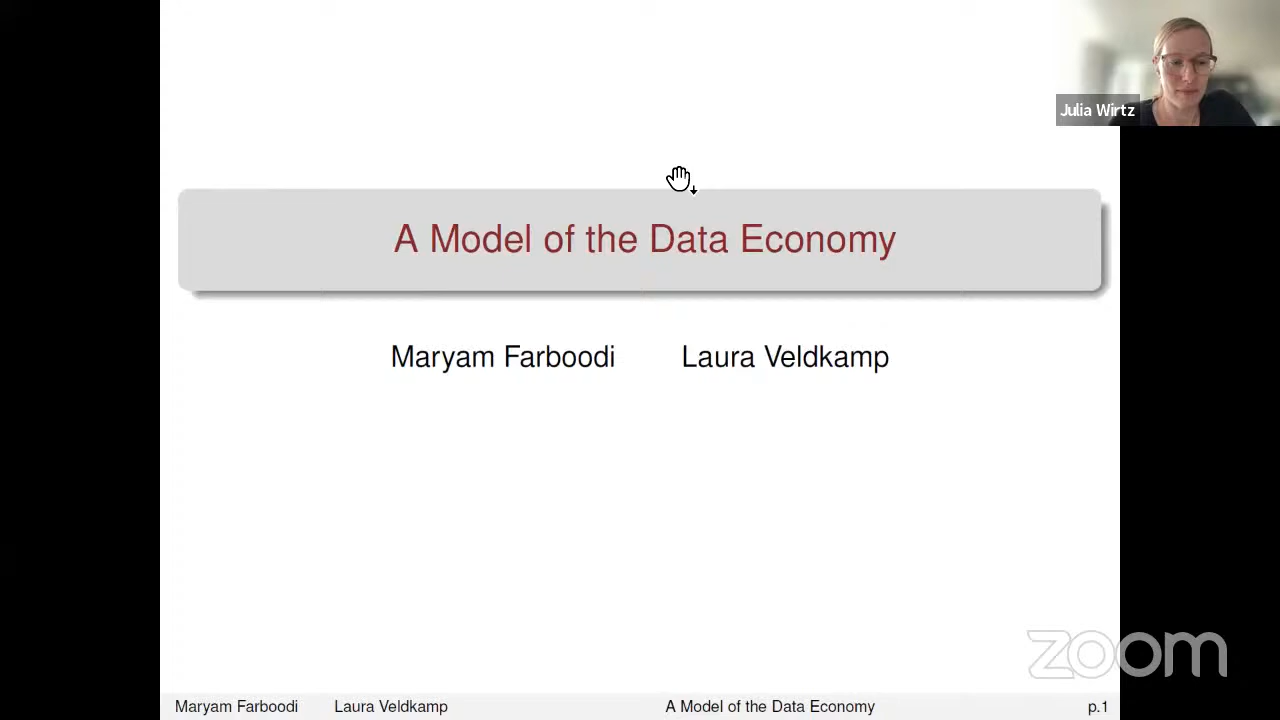 Julia Wirtz
A Model of the Data Economy
Maryam Farboodi Laura Veldkamp
zoom
Maryam Farboodi Laura Veldkamp A Model of the Data Economy p.1